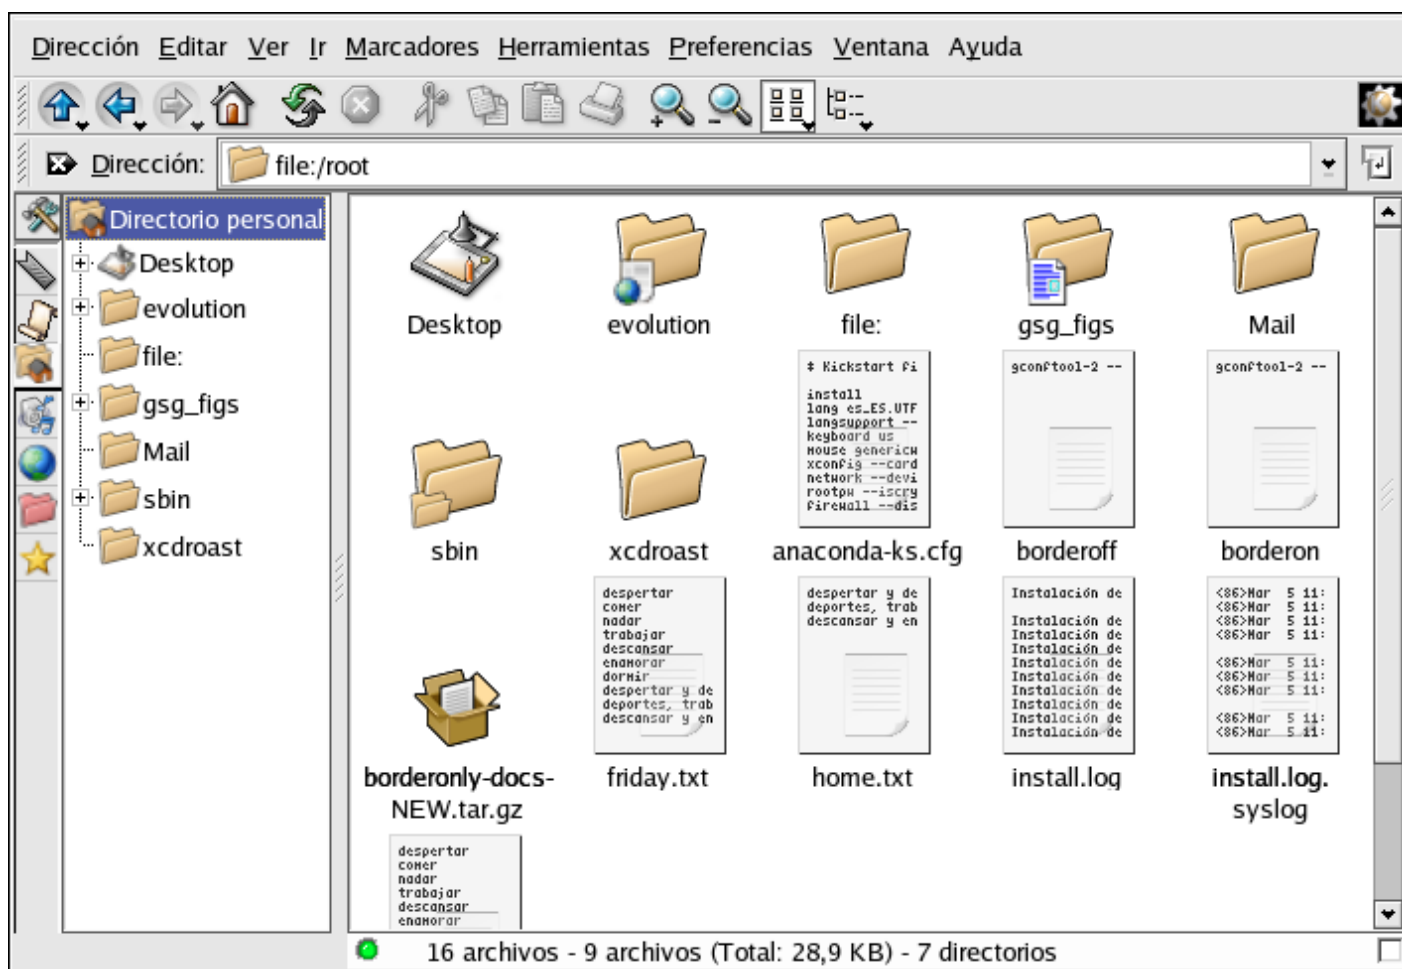 Dirección Editar Ver Ir Marcadores Herramientas Preferencias Ventana Ayuda
Dirección: file:/root
Directorio personal
Desktop
evolution
file:
gsg_figs
Mail
sbin
xcdroast
Desktop evolution file: gsg_figs Mail
# Kickstart fi
install
lang es_ES.UTF
langsupport --
keyboard us
mouse genericw
xconfig --card
network --devi
rootpw --iscry
firewall --dis
gconftool-2 --
gconftool-2 --
sbin xcdroast anaconda-ks.cfg borderoff borderon
despertar
comer
nadar
trabajar
descansar
enamorar
dormir
despertar y de
deportes, trab
descansar y en
despertar y de
deportes, trab
descansar y en
Instalación de
Instalación de
Instalación de
Instalación de
Instalación de
Instalación de
Instalación de
Instalación de
Instalación de
Instalación de
<86>Mar 5 11:
<86>Mar 5 11:
<86>Mar 5 11:
<86>Mar 5 11:
<86>Mar 5 11:
<86>Mar 5 11:
<86>Mar 5 11:
<86>Mar 5 11:
<86>Mar 5 11:
borderonly-docs- friday.txt home.txt install.log install.log.
NEW.tar.gz syslog
despertar
comer
nadar
trabajar
descansar
enamorar
16 archivos - 9 archivos (Total: 28,9 KB) - 7 directorios